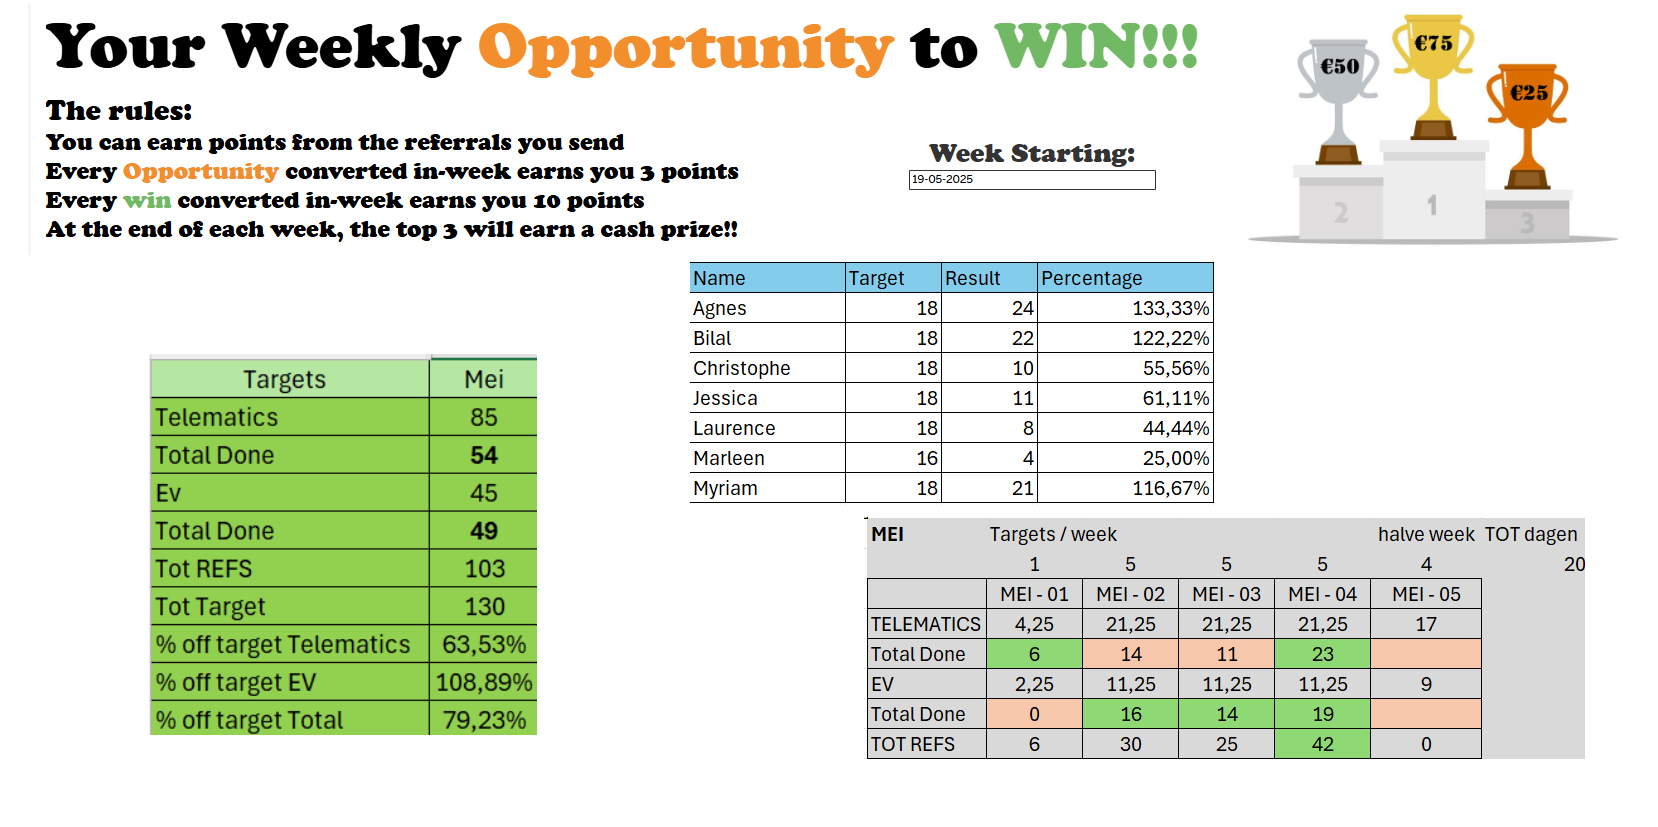 Your Weekly Opportunity to WIN!!!
€50
€75
€25
2
1
3
The rules:
You can earn points from the referrals you send
Every Opportunity converted in-week earns you 3 points
Every win converted in-week earns you 10 points
At the end of each week, the top 3 will earn a cash prize!!
Week Starting:
19-05-2025
Name Target Result Percentage
Agnes 18 24 133,33%
Bilal 18 22 122,22%
Christophe 18 10 55,56%
Jessica 18 11 61,11%
Laurence 18 8 44,44%
Marleen 16 4 25,00%
Myriam 18 21 116,67%
Targets Mei
Telematics 85
Total Done 54
Ev 45
Total Done 49
Tot REFS 103
Tot Target 130
% off target Telematics 63,53%
% off target EV 108,89%
% off target Total 79,23%
MEI Targets / week halve week TOT dagen
1 5 5 5 4 20
MEI - 01 MEI - 02 MEI - 03 MEI - 04 MEI - 05
TELEMATICS 4,25 21,25 21,25 21,25 17
Total Done 6 14 11 23
EV 2,25 11,25 11,25 11,25 9
Total Done 0 16 14 19
TOT REFS 6 30 25 42 0